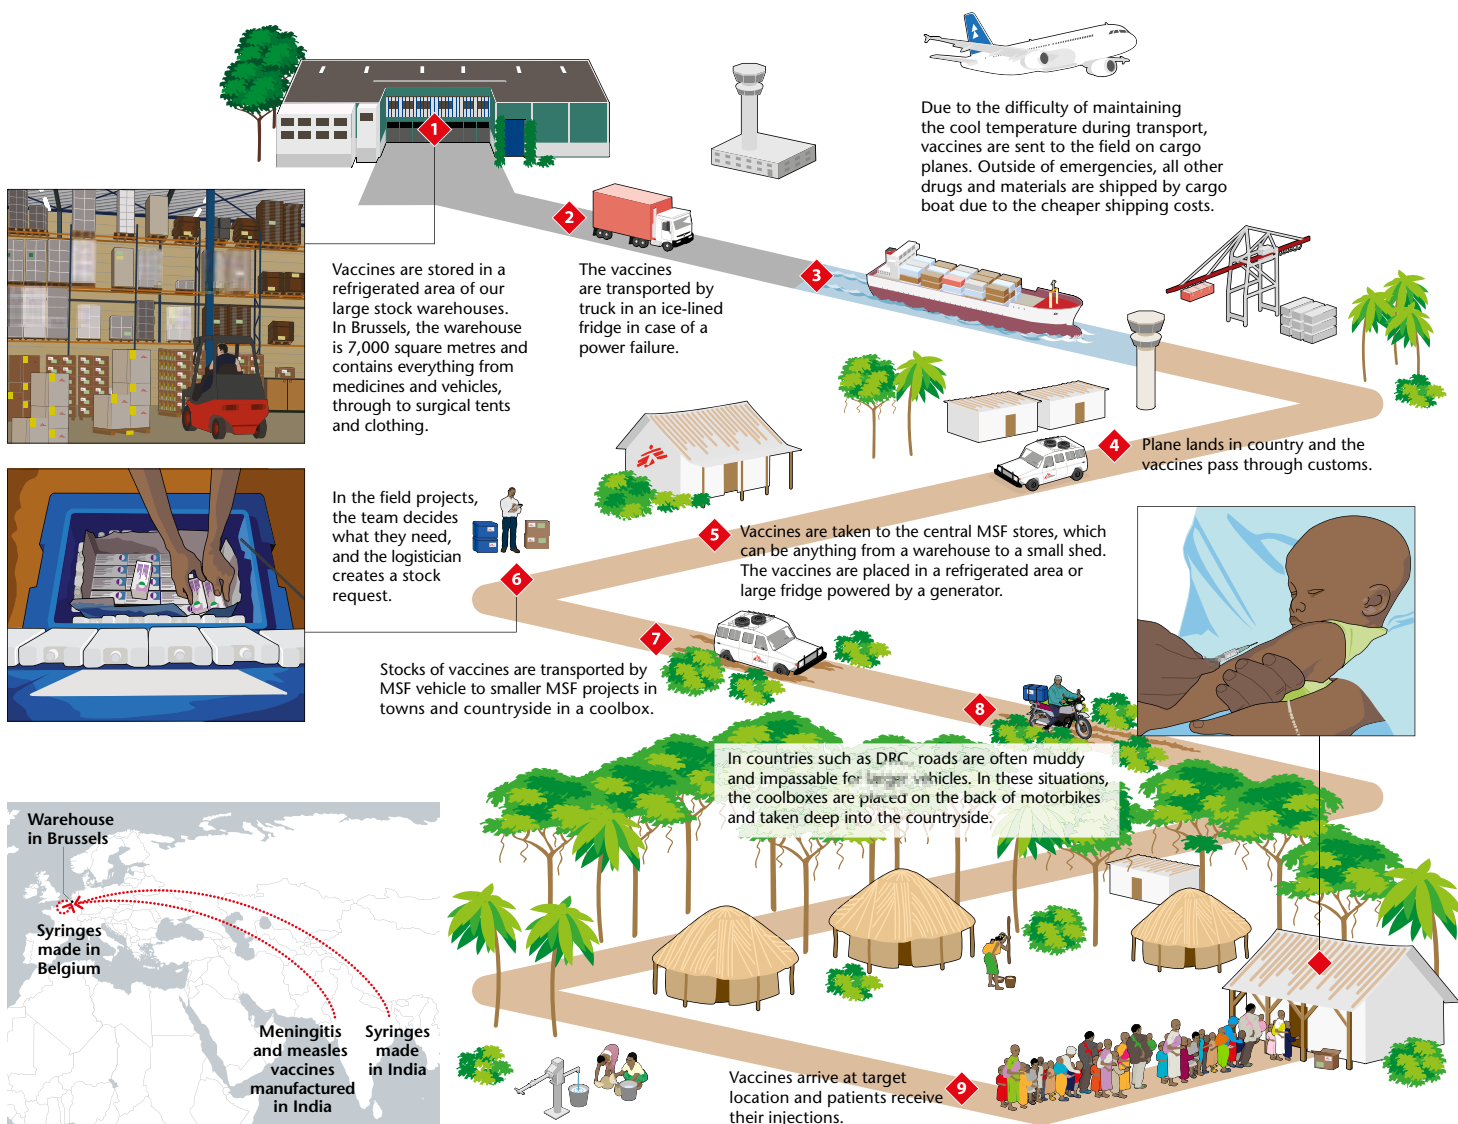 1
Due to the difficulty of maintaining
the cool temperature during transport,
vaccines are sent to the field on cargo
planes. Outside of emergencies, all other
drugs and materials are shipped by cargo
boat due to the cheaper shipping costs.
2
3
Vaccines are stored in a
refrigerated area of our
large stock warehouses.
In Brussels, the warehouse
is 7,000 square metres and
contains everything from
medicines and vehicles,
through to surgical tents
and clothing.
The vaccines
are transported by
truck in an ice-lined
fridge in case of a
power failure.
4
Plane lands in country and the
vaccines pass through customs.
5
Vaccines are taken to the central MSF stores, which
can be anything from a warehouse to a small shed.
The vaccines are placed in a refrigerated area or
large fridge powered by a generator.
In the field projects,
the team decides
what they need,
and the logistician
creates a stock
request.
6
7
Stocks of vaccines are transported by
MSF vehicle to smaller MSF projects in
towns and countryside in a coolbox.
8
In countries such as DRC, roads are often muddy
and impassable for vehicles. In these situations,
the coolboxes are placed on the back of motorbikes
and taken deep into the countryside.
Warehouse
in Brussels
Syringes
made in
Belgium
Meningitis
and measles
vaccines
manufactured
in India
Syringes
made
in India
9
Vaccines arrive at target
location and patients receive
their injections.